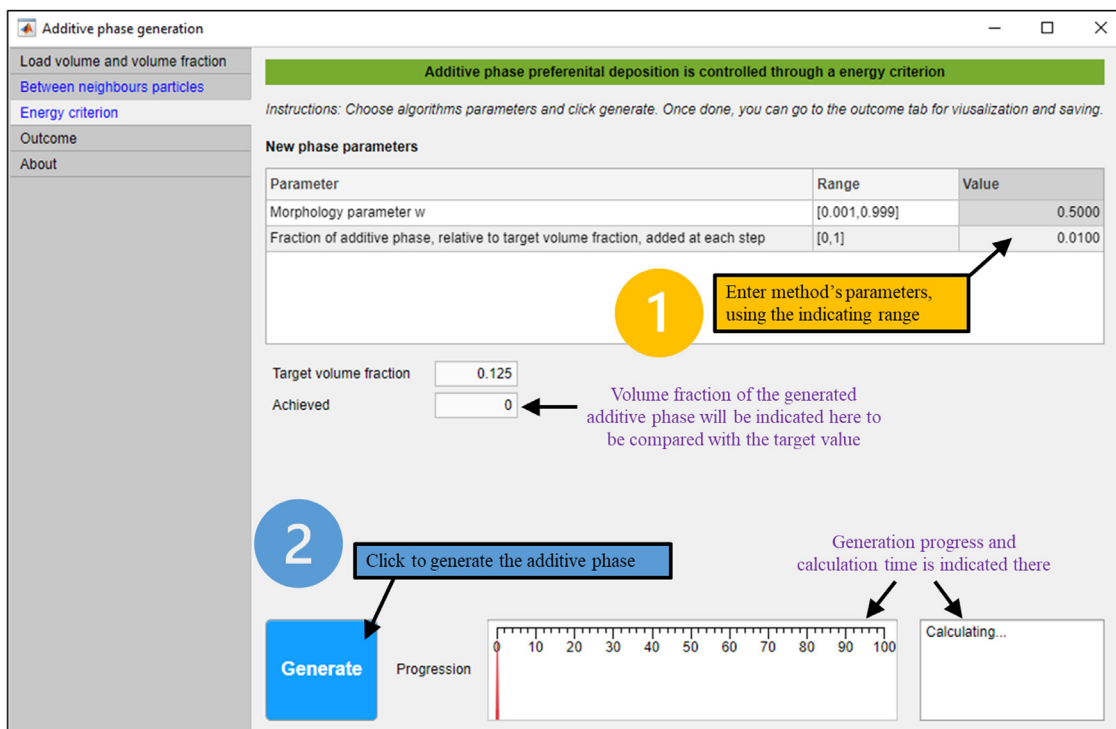 Additive phase generation
Load volume and volume fraction
Between neighbours particles
Energy criterion
Outcome
About
Additive phase preferenital deposition is controlled through a energy criterion
Instructions: Choose algorithms parameters and click generate. Once done, you can go to the outcome tab for viusalization and saving.
New phase parameters
Parameter Range Value
Morphology parameter w [0.001,0.999] 0.5000
Fraction of additive phase, relative to target volume fraction, added at each step [0,1] 0.0100
1
Enter method's parameters,
using the indicating range
Target volume fraction 0.125
Achieved 0
Volume fraction of the generated
additive phase will be indicated here to
be compared with the target value
2
Click to generate the additive phase
Generation progress and
calculation time is indicated there
Generate
Progression
0 10 20 30 40 50 60 70 80 90 100
Calculating...